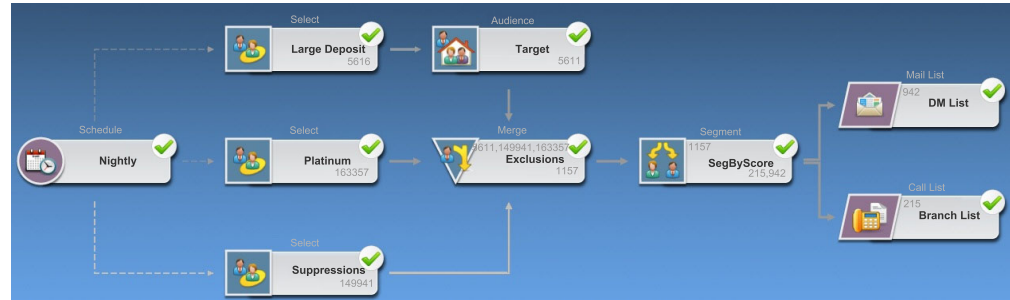 Select
Large Deposit
5616
Audience
Target
5611
Schedule
Nightly
Select
Platinum
163357
Merge
5611,149941,163357
Exclusions
1157
Segment
1157
SegByScore
215,942
Mail List
942
DM List
Call List
215
Branch List
Select
Suppressions
149941